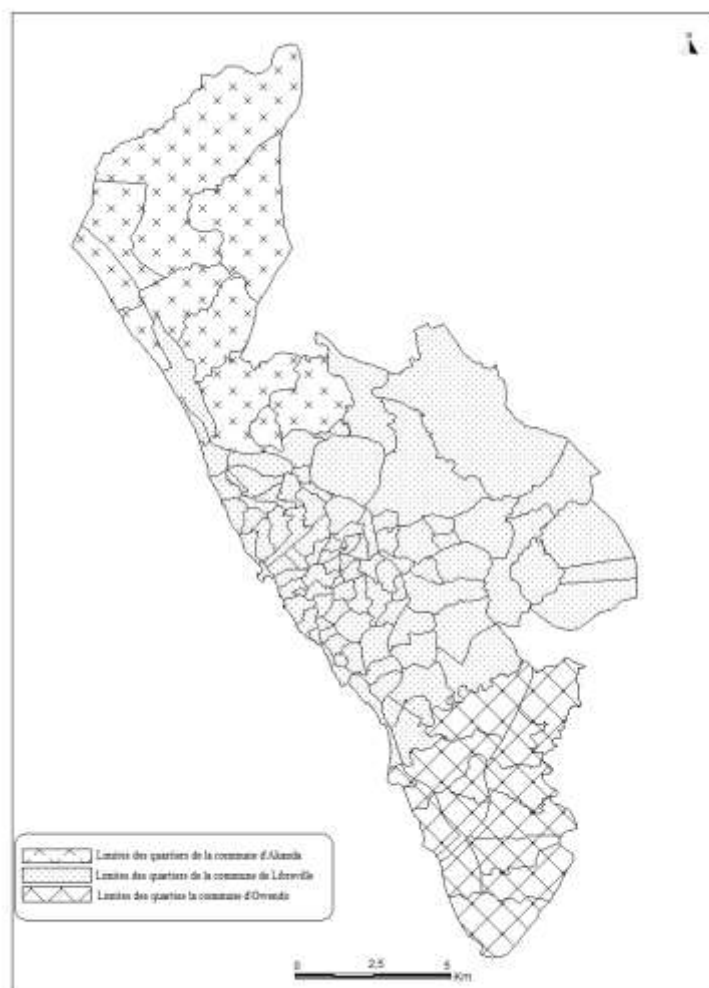 N
Limites des quartiers de la commune d'Akanda
Limites des quartiers de la commune de Libreville
Limites des quartiers la commune d'Owendo
0 2,5 5
Km